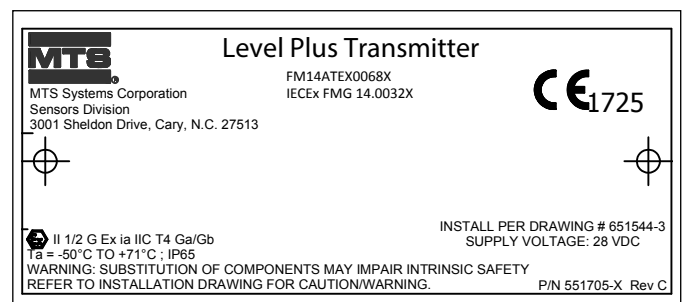 MTS
®
Level Plus Transmitter
FM14ATEX0068X
IECEx FMG 14.0032X
CE 1725
MTS Systems Corporation
Sensors Division
3001 Sheldon Drive, Cary, N.C. 27513
INSTALL PER DRAWING # 651544-3
SUPPLY VOLTAGE: 28 VDC
Ex II 1/2 G Ex ia IIC T4 Ga/Gb
Ta = -50°C TO +71°C ; IP65
WARNING: SUBSTITUTION OF COMPONENTS MAY IMPAIR INTRINSIC SAFETY
REFER TO INSTALLATION DRAWING FOR CAUTION/WARNING.
P/N 551705-X Rev C